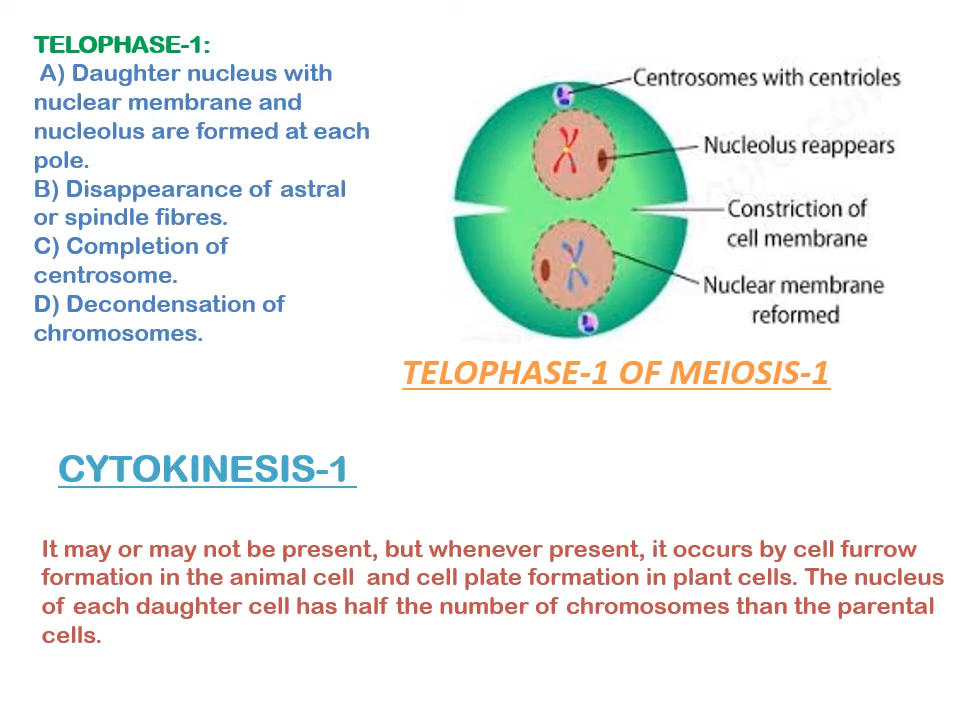 TELOPHASE-1:
A) Daughter nucleus with
nuclear membrane and
nucleolus are formed at each
pole.
B) Disappearance of astral
or spindle fibres.
C) Completion of
centrosome.
D) Decondensation of
chromosomes.
Centrosomes with centrioles
Nucleolus reappears
Constriction of
cell membrane
Nuclear membrane
reformed
TELOPHASE-1 OF MEIOSIS-1
CYTOKINESIS-1
It may or may not be present, but whenever present, it occurs by cell furrow
formation in the animal cell and cell plate formation in plant cells. The nucleus
of each daughter cell has half the number of chromosomes than the parental
cells.